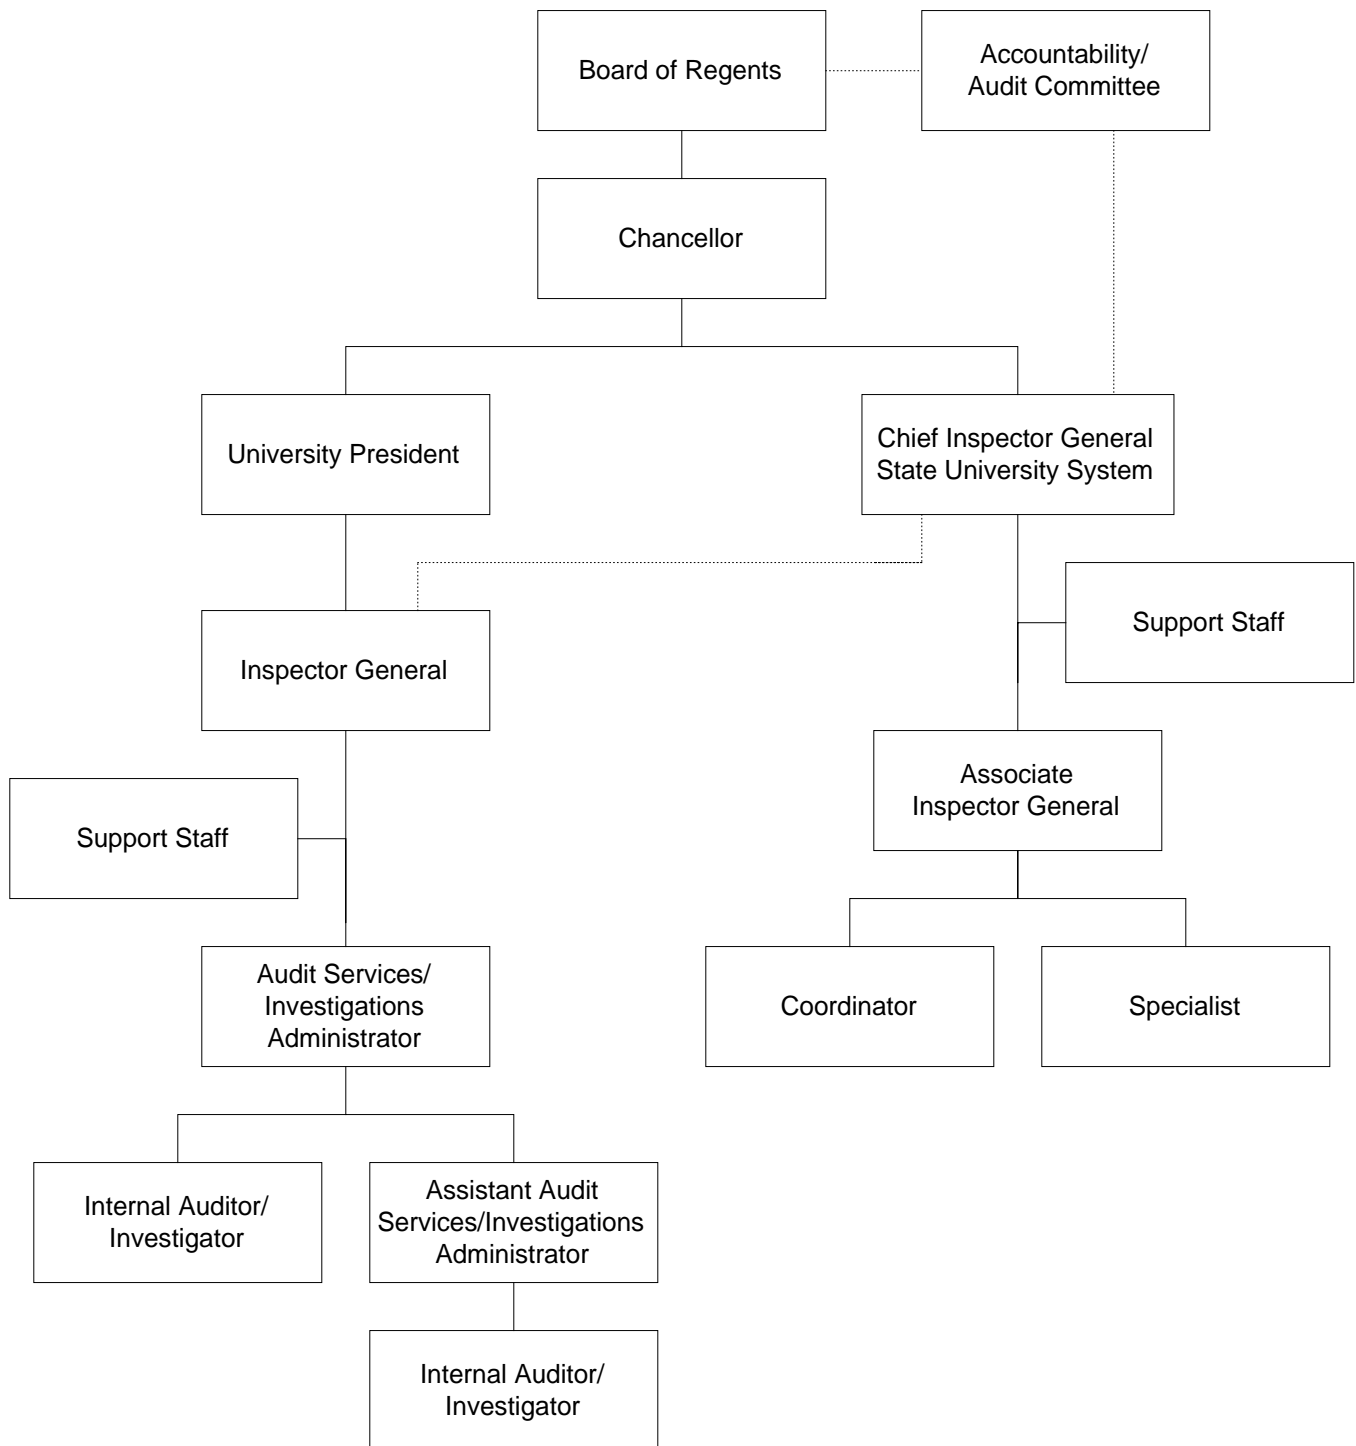 Board of Regents
Accountability/
Audit Committee
Chancellor
University President
Chief Inspector General
State University System
Inspector General
Support Staff
Associate
Inspector General
Support Staff
Audit Services/
Investigations
Administrator
Coordinator
Specialist
Internal Auditor/
Investigator
Assistant Audit
Services/Investigations
Administrator
Internal Auditor/
Investigator